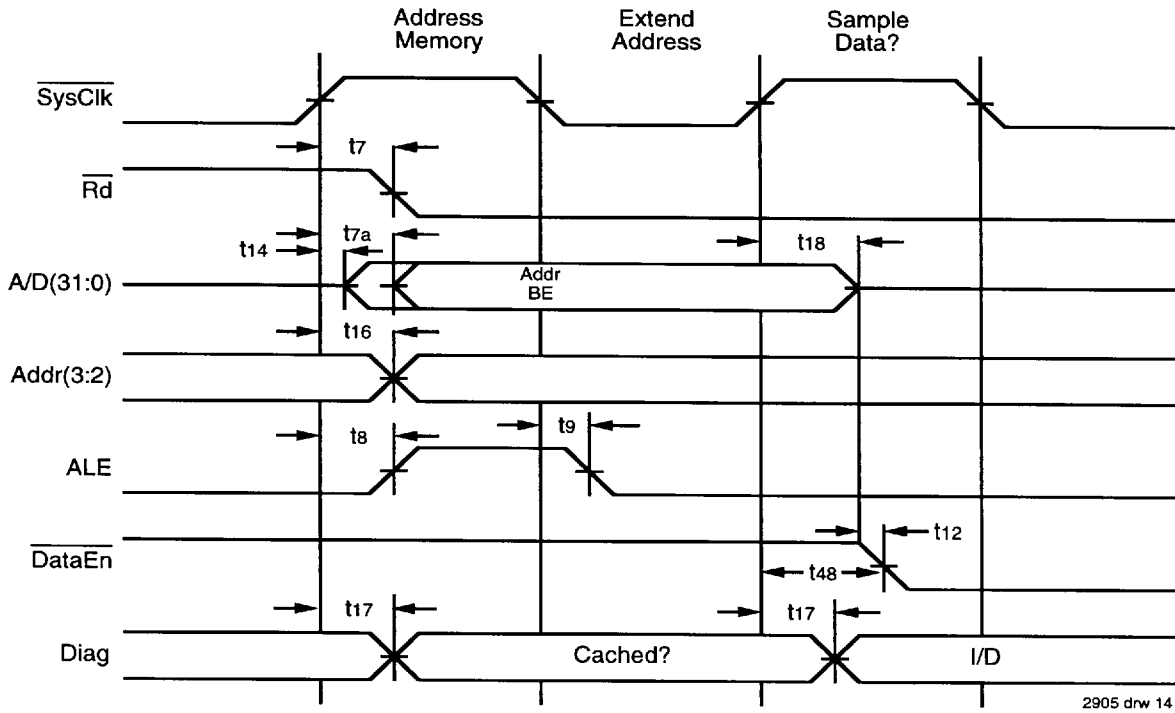 Address Memory
Extend Address
Sample Data?
SysClk
t7
Rd
t7a
t14
t18
A/D(31:0)
Addr
BE
t16
Addr(3:2)
t8
t9
ALE
t12
DataEn
t48
t17
t17
Diag
Cached?
I/D
2905 drw 14